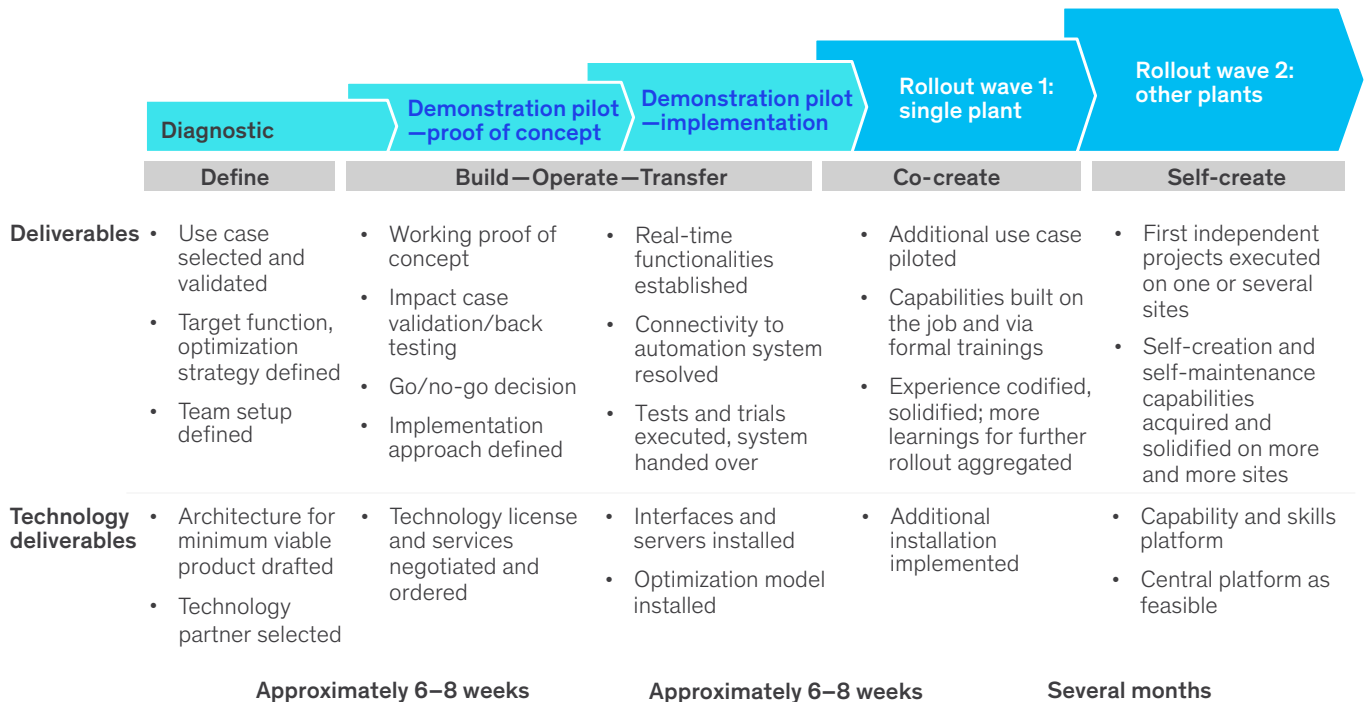 Diagnostic
Demonstration pilot
—proof of concept
Demonstration pilot
—implementation
Rollout wave 1:
single plant
Rollout wave 2:
other plants
Define
Build—Operate—Transfer
Co-create
Self-create
Deliverables
• Use case
selected and
validated
• Target function,
optimization
strategy defined
• Team setup
defined
• Working proof of
concept
• Impact case
validation/back
testing
• Go/no-go decision
• Implementation
approach defined
• Real-time
functionalities
established
• Connectivity to
automation system
resolved
• Tests and trials
executed, system
handed over
• Additional use case
piloted
• Capabilities built on
the job and via
formal trainings
• Experience codified,
solidified; more
learnings for further
rollout aggregated
• First independent
projects executed
on one or several
sites
• Self-creation and
self-maintenance
capabilities
acquired and
solidified on more
and more sites
Technology
deliverables
• Architecture for
minimum viable
product drafted
• Technology
partner selected
• Technology license
and services
negotiated and
ordered
• Interfaces and
servers installed
• Optimization model
installed
• Additional
installation
implemented
• Capability and skills
platform
• Central platform as
feasible
Approximately 6–8 weeks
Approximately 6–8 weeks
Several months